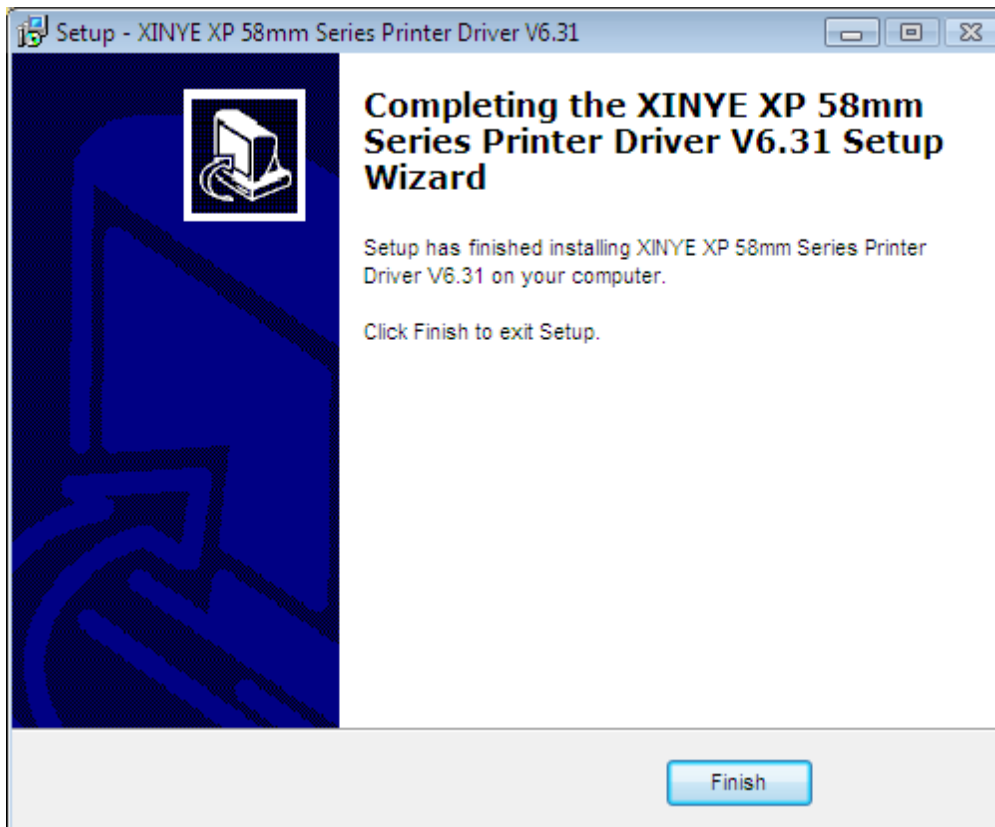 Setup - XINYE XP 58mm Series Printer Driver V6.31
Completing the XINYE XP 58mm
Series Printer Driver V6.31 Setup
Wizard
Setup has finished installing XINYE XP 58mm Series Printer
Driver V6.31 on your computer.
Click Finish to exit Setup.
Finish